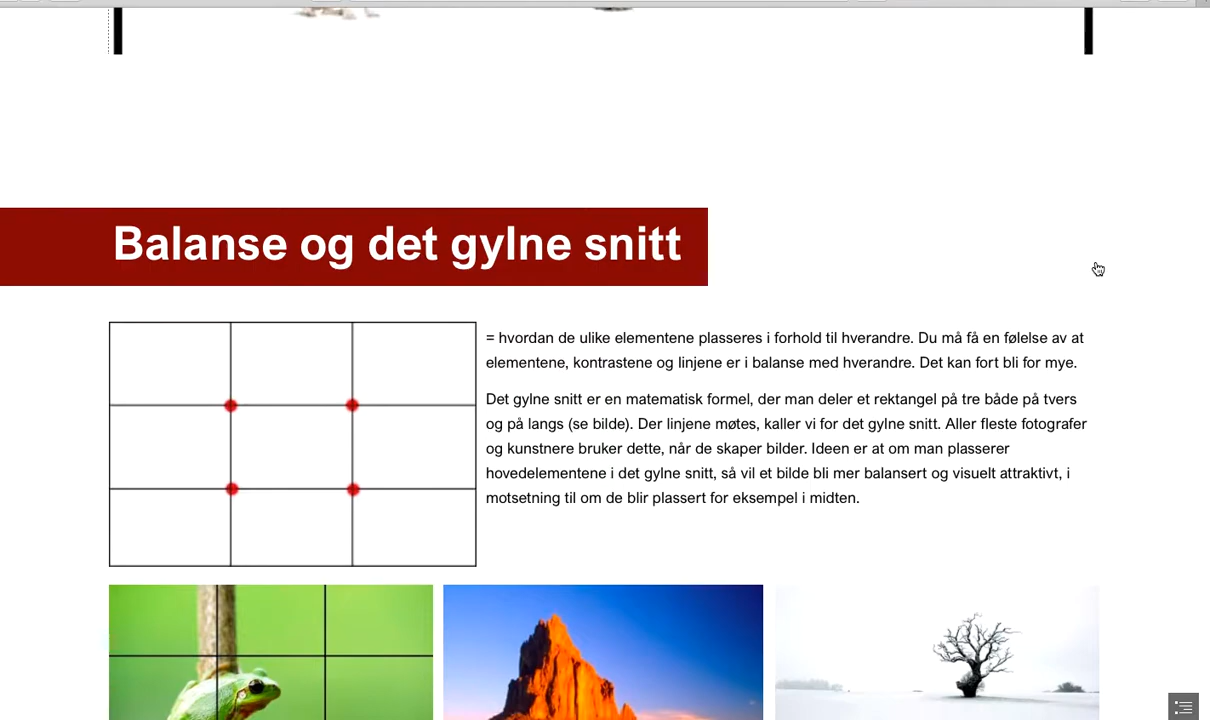 Balanse og det gylne snitt
= hvordan de ulike elementene plasseres i forhold til hverandre. Du må få en følelse av at
elementene, kontrastene og linjene er i balanse med hverandre. Det kan fort bli for mye.
Det gylne snitt er en matematisk formel, der man deler et rektangel på tre både på tvers
og på langs (se bilde). Der linjene møtes, kaller vi for det gylne snitt. Aller fleste fotografer
og kunstnere bruker dette, når de skaper bilder. Ideen er at om man plasserer
hovedelementene i det gylne snitt, så vil et bilde bli mer balansert og visuelt attraktivt, i
motsetning til om de blir plassert for eksempel i midten.